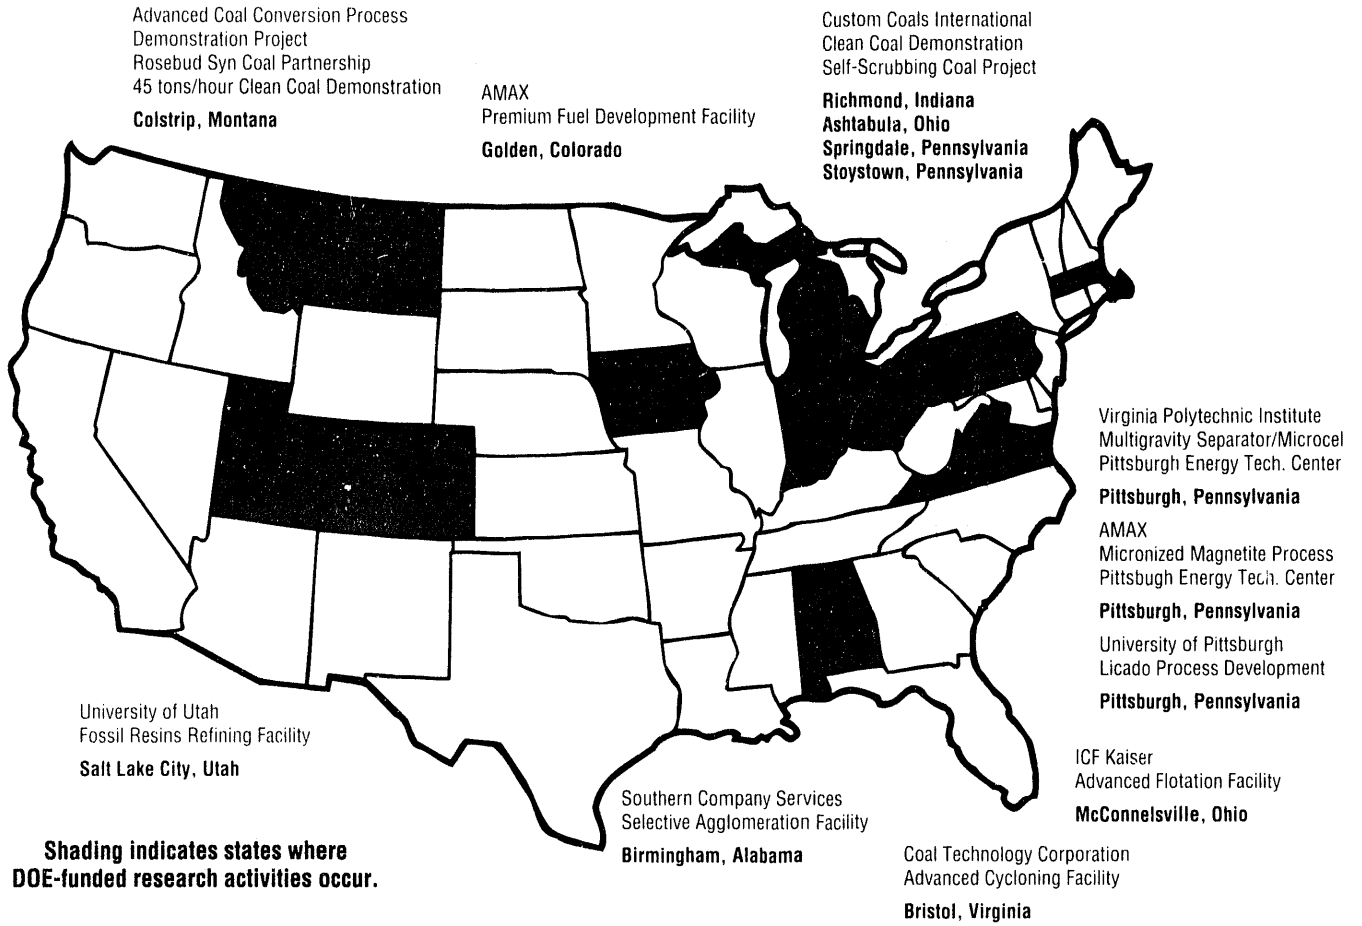 Advanced Coal Conversion Process
Demonstration Project
Rosebud Syn Coal Partnership
45 tons/hour Clean Coal Demonstration
Colstrip, Montana
AMAX
Premium Fuel Development Facility
Golden, Colorado
Custom Coals International
Clean Coal Demonstration
Self-Scrubbing Coal Project
Richmond, Indiana
Ashtabula, Ohio
Springdale, Pennsylvania
Stoystown, Pennsylvania
Virginia Polytechnic Institute
Multigravity Separator/Microcel
Pittsburgh Energy Tech. Center
Pittsburgh, Pennsylvania
AMAX
Micronized Magnetite Process
Pittsbugh Energy Tech. Center
Pittsburgh, Pennsylvania
University of Pittsburgh
Licado Process Development
Pittsburgh, Pennsylvania
ICF Kaiser
Advanced Flotation Facility
McConnelsville, Ohio
University of Utah
Fossil Resins Refining Facility
Salt Lake City, Utah
Southern Company Services
Selective Agglomeration Facility
Birmingham, Alabama
Coal Technology Corporation
Advanced Cycloning Facility
Bristol, Virginia
Shading indicates states where
DOE-funded research activities occur.